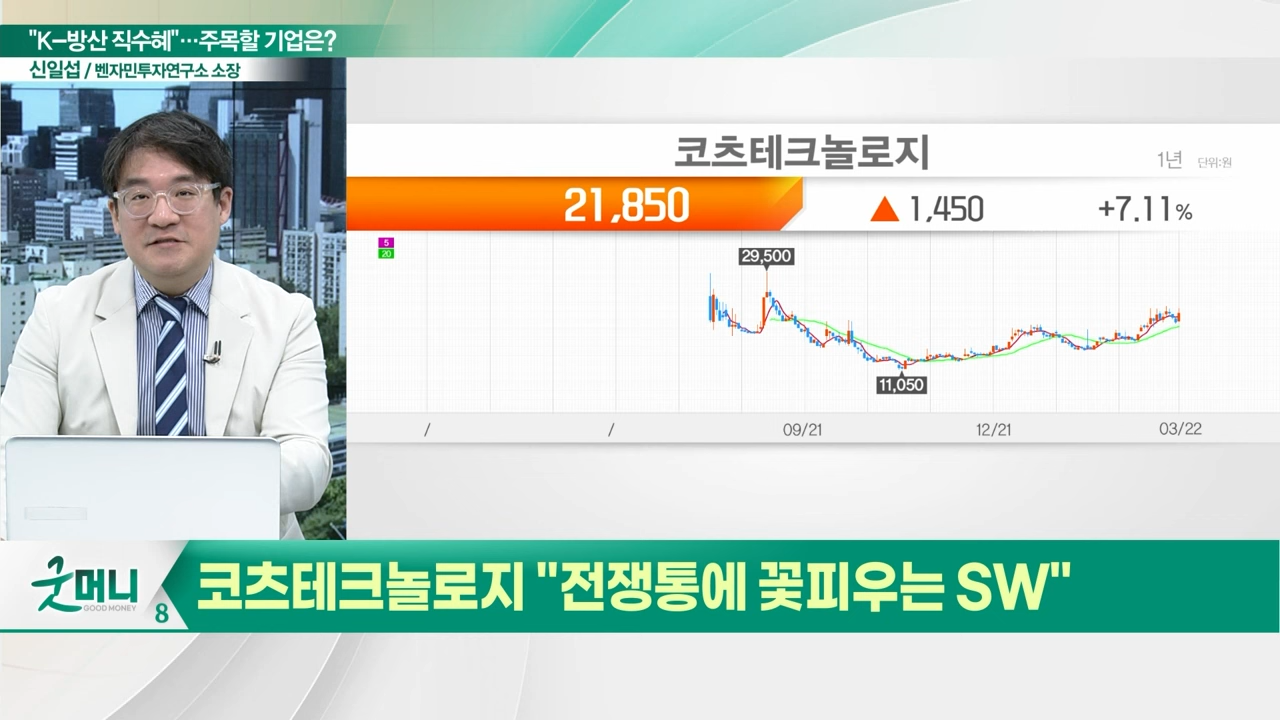 "K-방산 직수혜"…주목할 기업은?
신일섭 / 벤자민투자연구소 소장
코츠테크놀로지
1년 단위:원
21,850 ▲ 1,450 +7.11%
5
20
29,500
11,050
/ / 09/21 12/21 03/22
굿머니
GOOD MONEY
8
코츠테크놀로지 "전쟁통에 꽃피우는 SW"